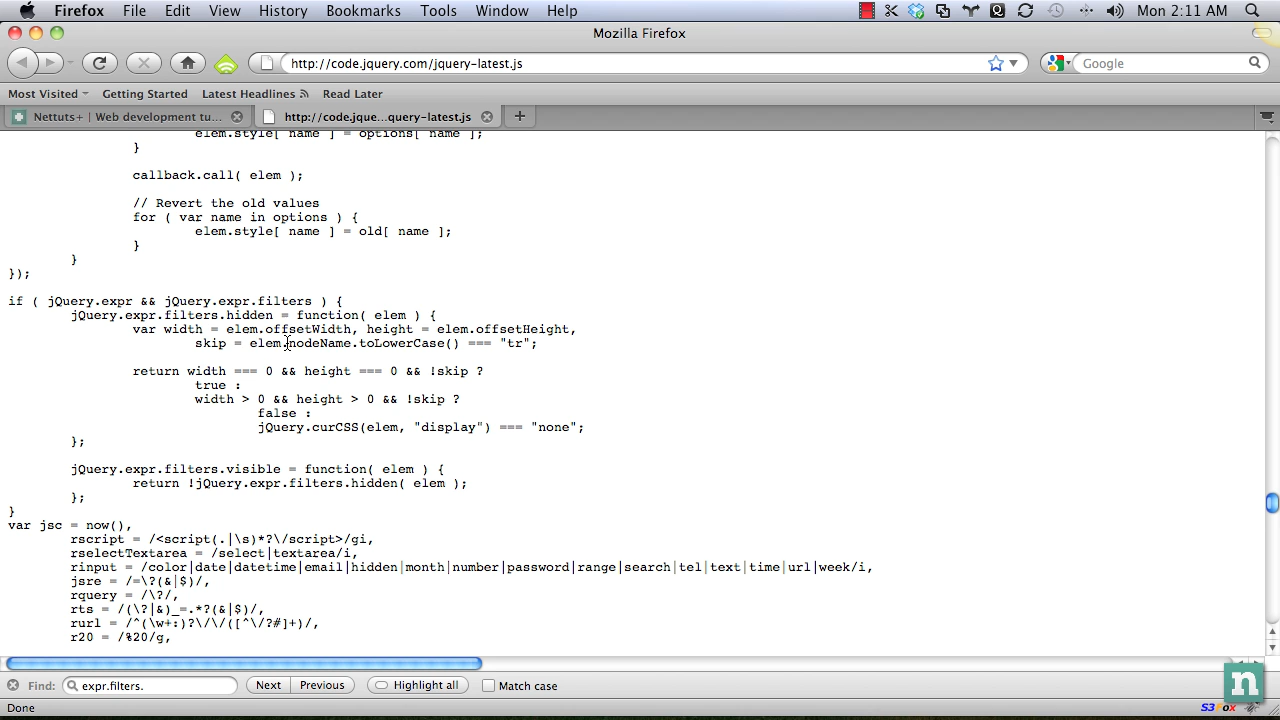 Firefox File Edit View History Bookmarks Tools Window Help Mon 2:11 AM
Mozilla Firefox
http://code.jquery.com/jquery-latest.js Google
Most Visited Getting Started Latest Headlines Read Later
Nettuts+ | Web development tu... http://code.jque...query-latest.js
elem.style[ name ] = options[ name ];
}
callback.call( elem );
// Revert the old values
for ( var name in options ) {
elem.style[ name ] = old[ name ];
}
}
});
if ( jQuery.expr && jQuery.expr.filters ) {
jQuery.expr.filters.hidden = function( elem ) {
var width = elem.offsetWidth, height = elem.offsetHeight,
skip = elem.nodeName.toLowerCase() === "tr";
return width === 0 && height === 0 && !skip ?
true :
width > 0 && height > 0 && !skip ?
false :
jQuery.curCSS(elem, "display") === "none";
};
jQuery.expr.filters.visible = function( elem ) {
return !jQuery.expr.filters.hidden( elem );
};
}
var jsc = now(),
rscript = /<script(.|\s)*?\/script>/gi,
rselectTextarea = /select|textarea/i,
rinput = /color|date|datetime|email|hidden|month|number|password|range|search|tel|text|time|url|week/i,
jsre = /=\?(&|$)/,
rquery = /\?/,
rts = /(\?|&)_=.*?(&|$)/,
rurl = /^(\w+:)?\/\/([^\/?#]+)/,
r20 = /%20/g,
Find: expr.filters. Next Previous Highlight all Match case
n
Done S3Fox